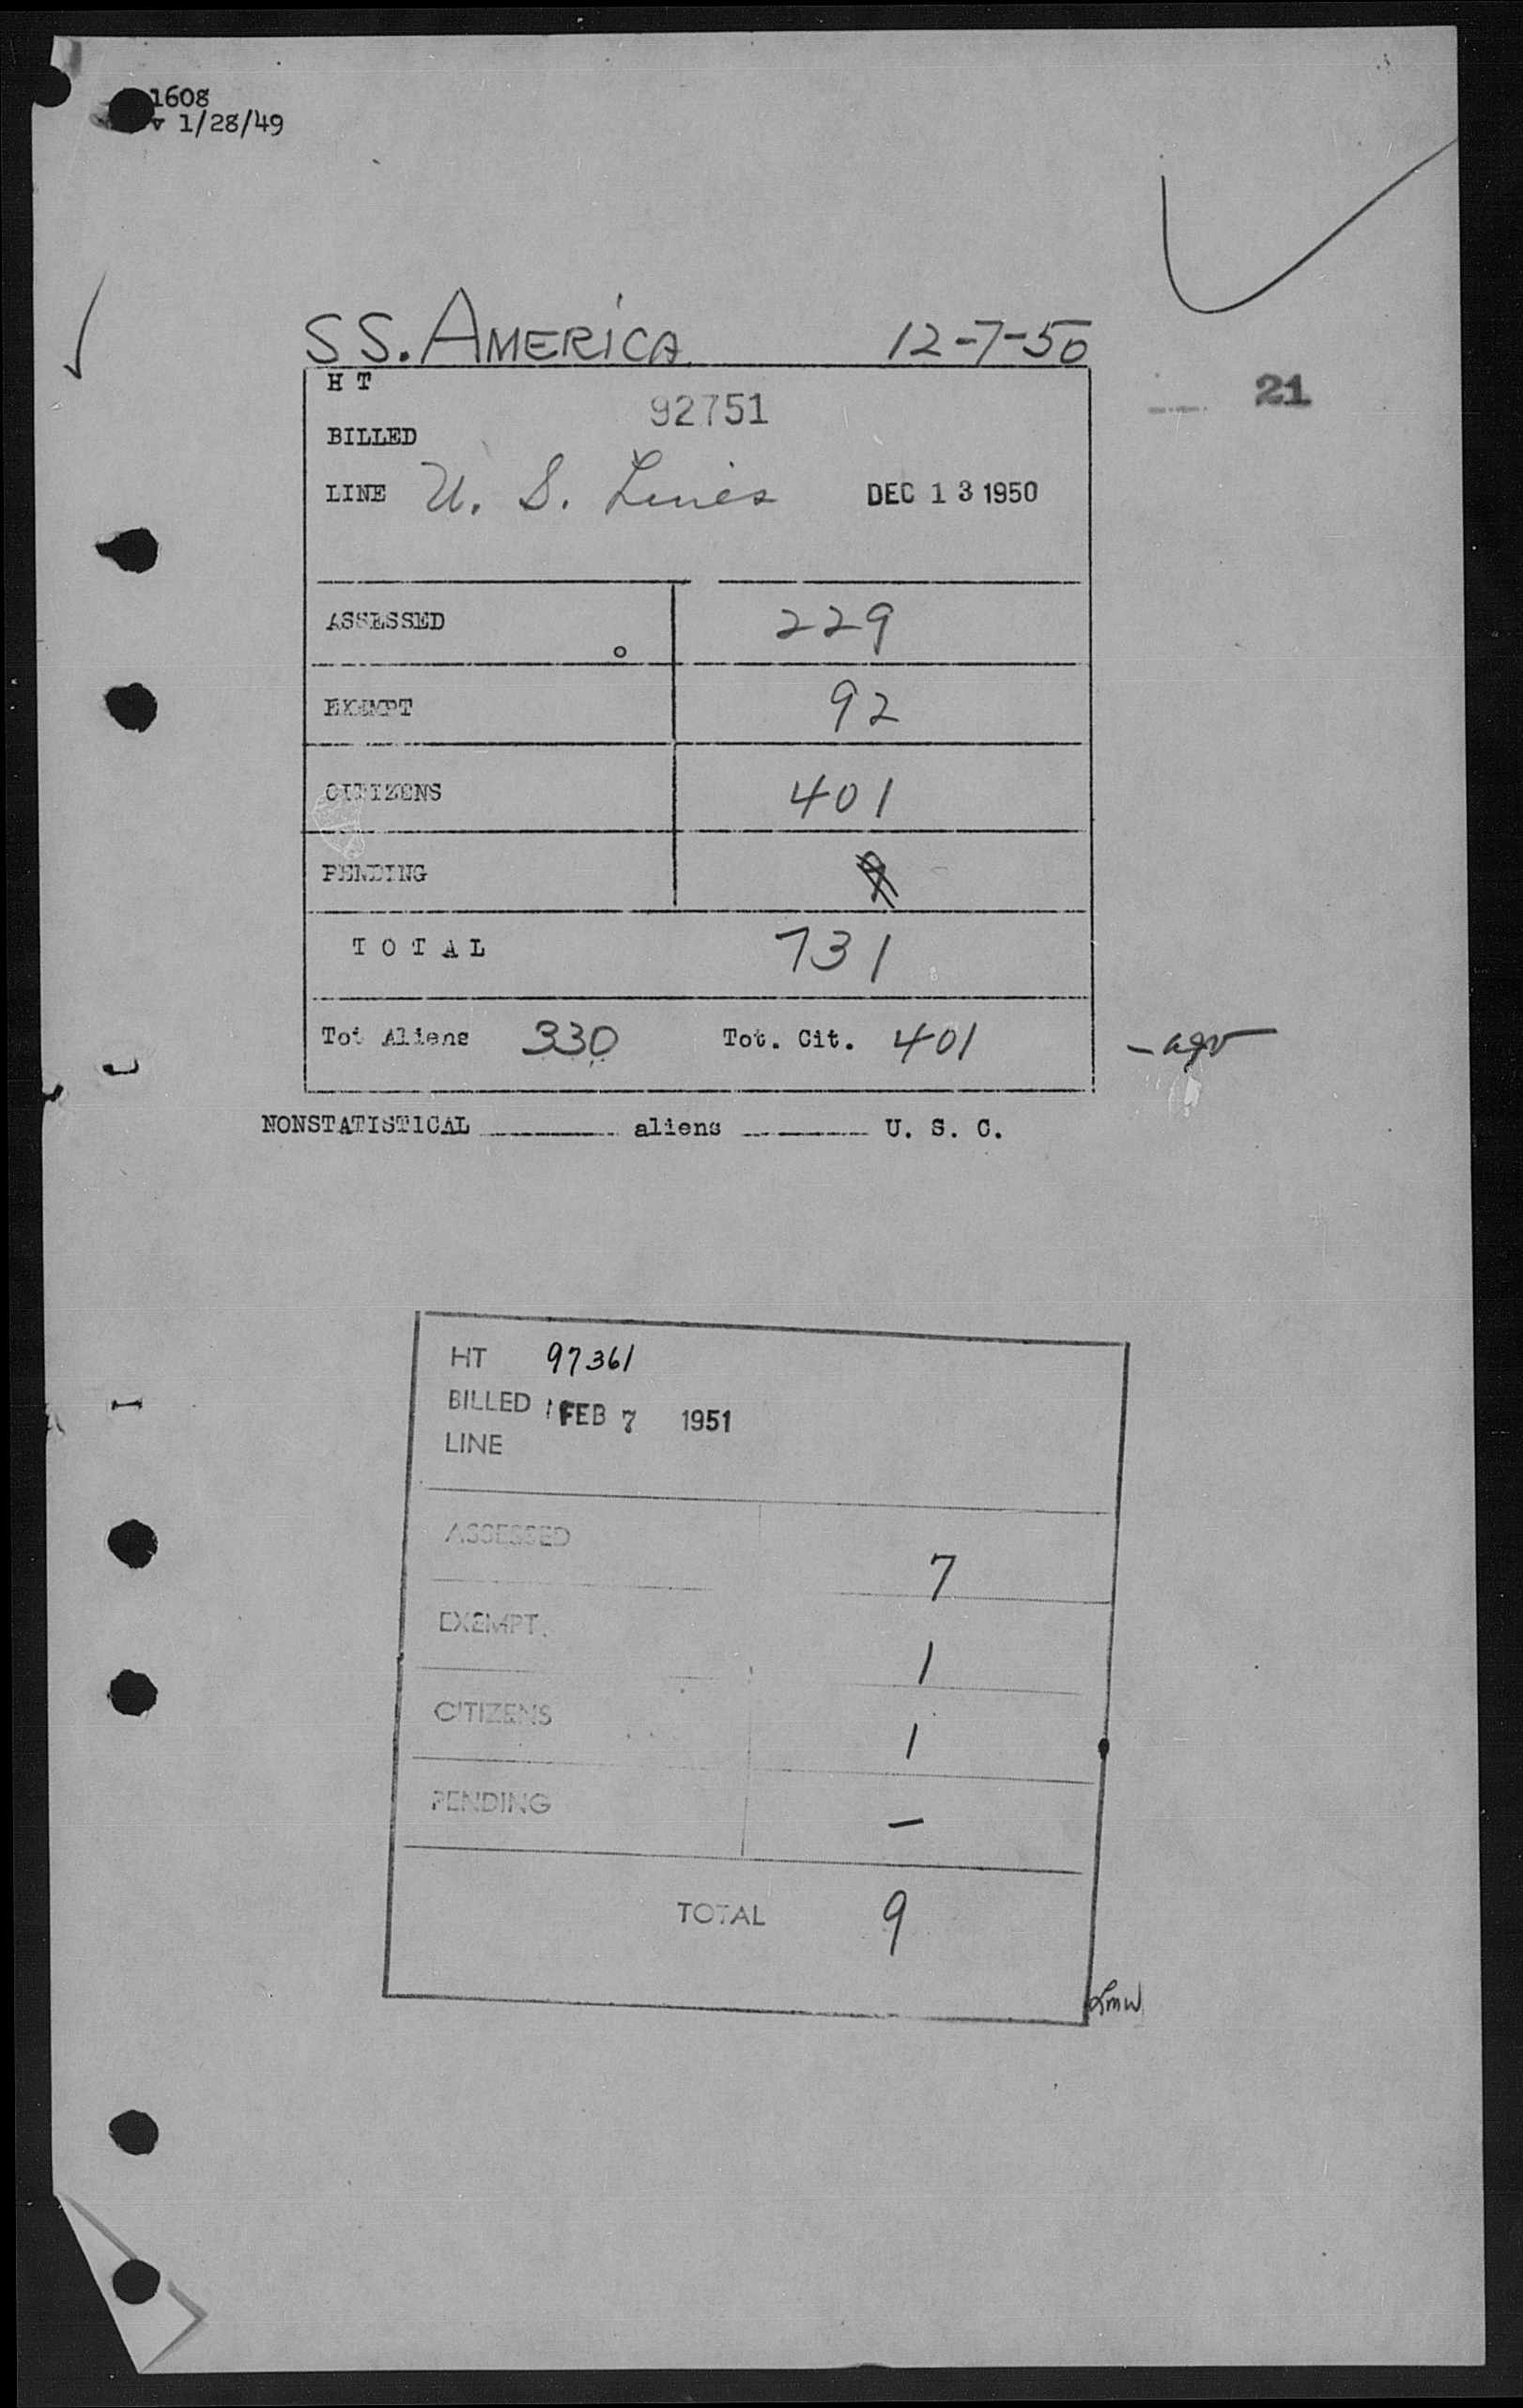 1608
v 1/28/49
SS. AMERICA 12-7-50
H T
92751
21
BILLED
LINE U. S. Lines DEC 13 1950
ASSESSED 229
EXEMPT 92
CITIZENS 401
PENDING
TOTAL 731
Tot Aliens 330 Tot. Cit. 401
NONSTATISTICAL ________ aliens ________ U. S. C.
HT 97361
BILLED FEB 7 1951
LINE
ASSESSED 7
EXEMPT. 1
CITIZENS 1
PENDING -
TOTAL 9